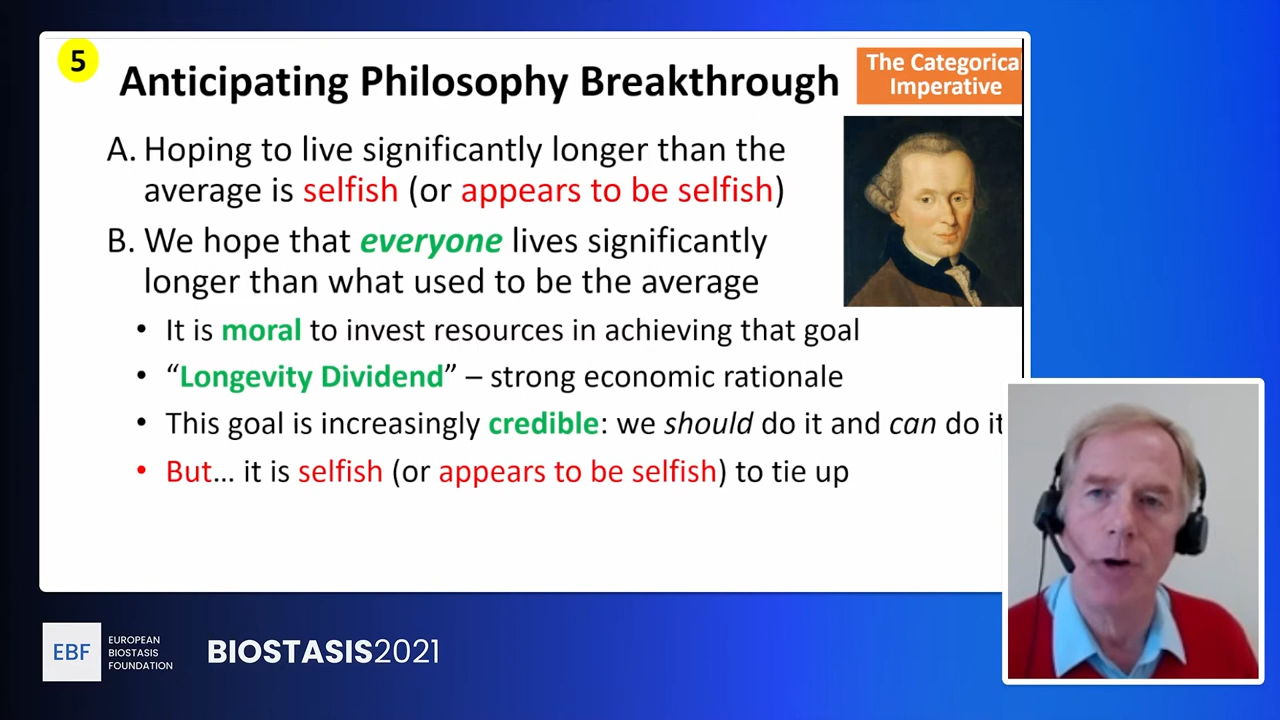 5
Anticipating Philosophy Breakthrough
The Categorica
Imperative
A. Hoping to live significantly longer than the
average is selfish (or appears to be selfish)
B. We hope that everyone lives significantly
longer than what used to be the average
• It is moral to invest resources in achieving that goal
• “Longevity Dividend” – strong economic rationale
• This goal is increasingly credible: we should do it and can do it
• But... it is selfish (or appears to be selfish) to tie up
EBF
EUROPEAN
BIOSTASIS
FOUNDATION
BIOSTASIS2021